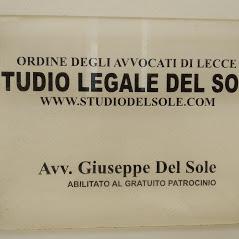 ORDINE DEGLI AVVOCATI DI LECCE
TUDIO LEGALE DEL SO
WWW.STUDIODELSOLE.COM
Avv. Giuseppe Del Sole
ABILITATO AL GRATUITO PATROCINIO